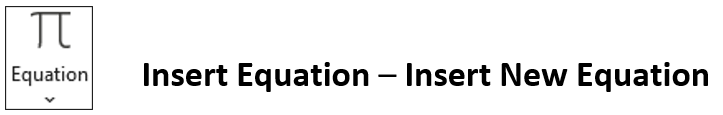 π
Equation
Insert Equation – Insert New Equation